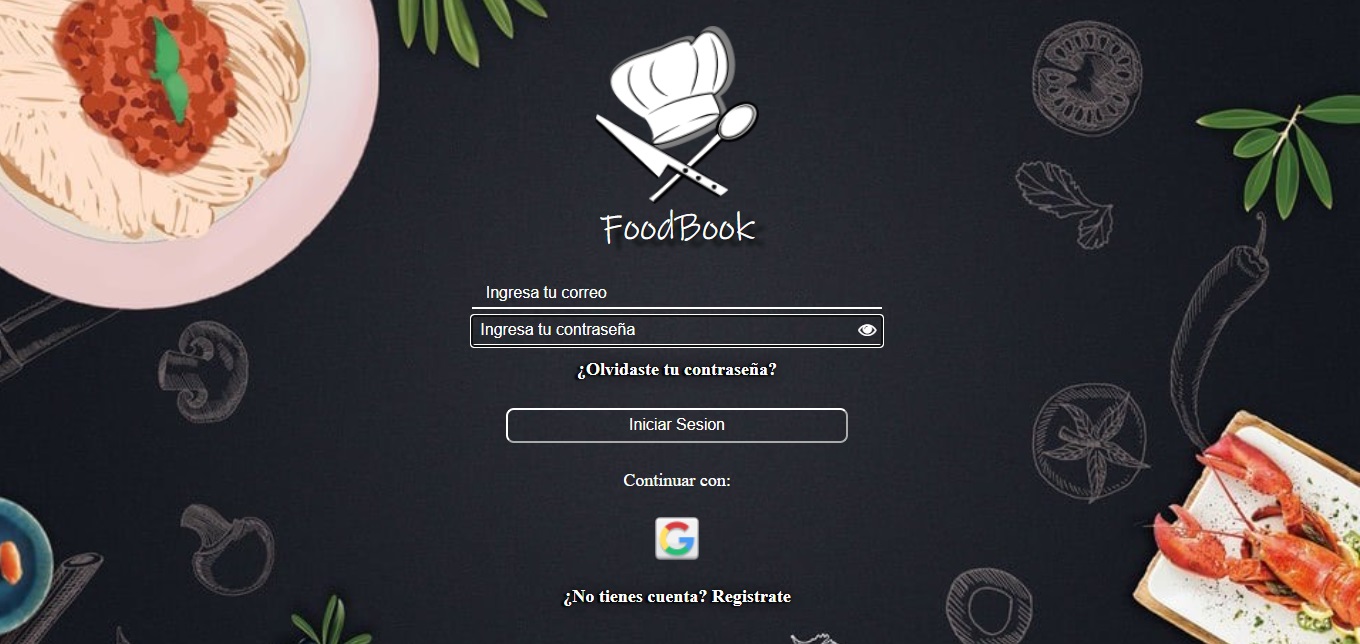 FoodBook
Ingresa tu correo
Ingresa tu contraseña
¿Olvidaste tu contraseña?
Iniciar Sesion
Continuar con:
G
¿No tienes cuenta? Registrate